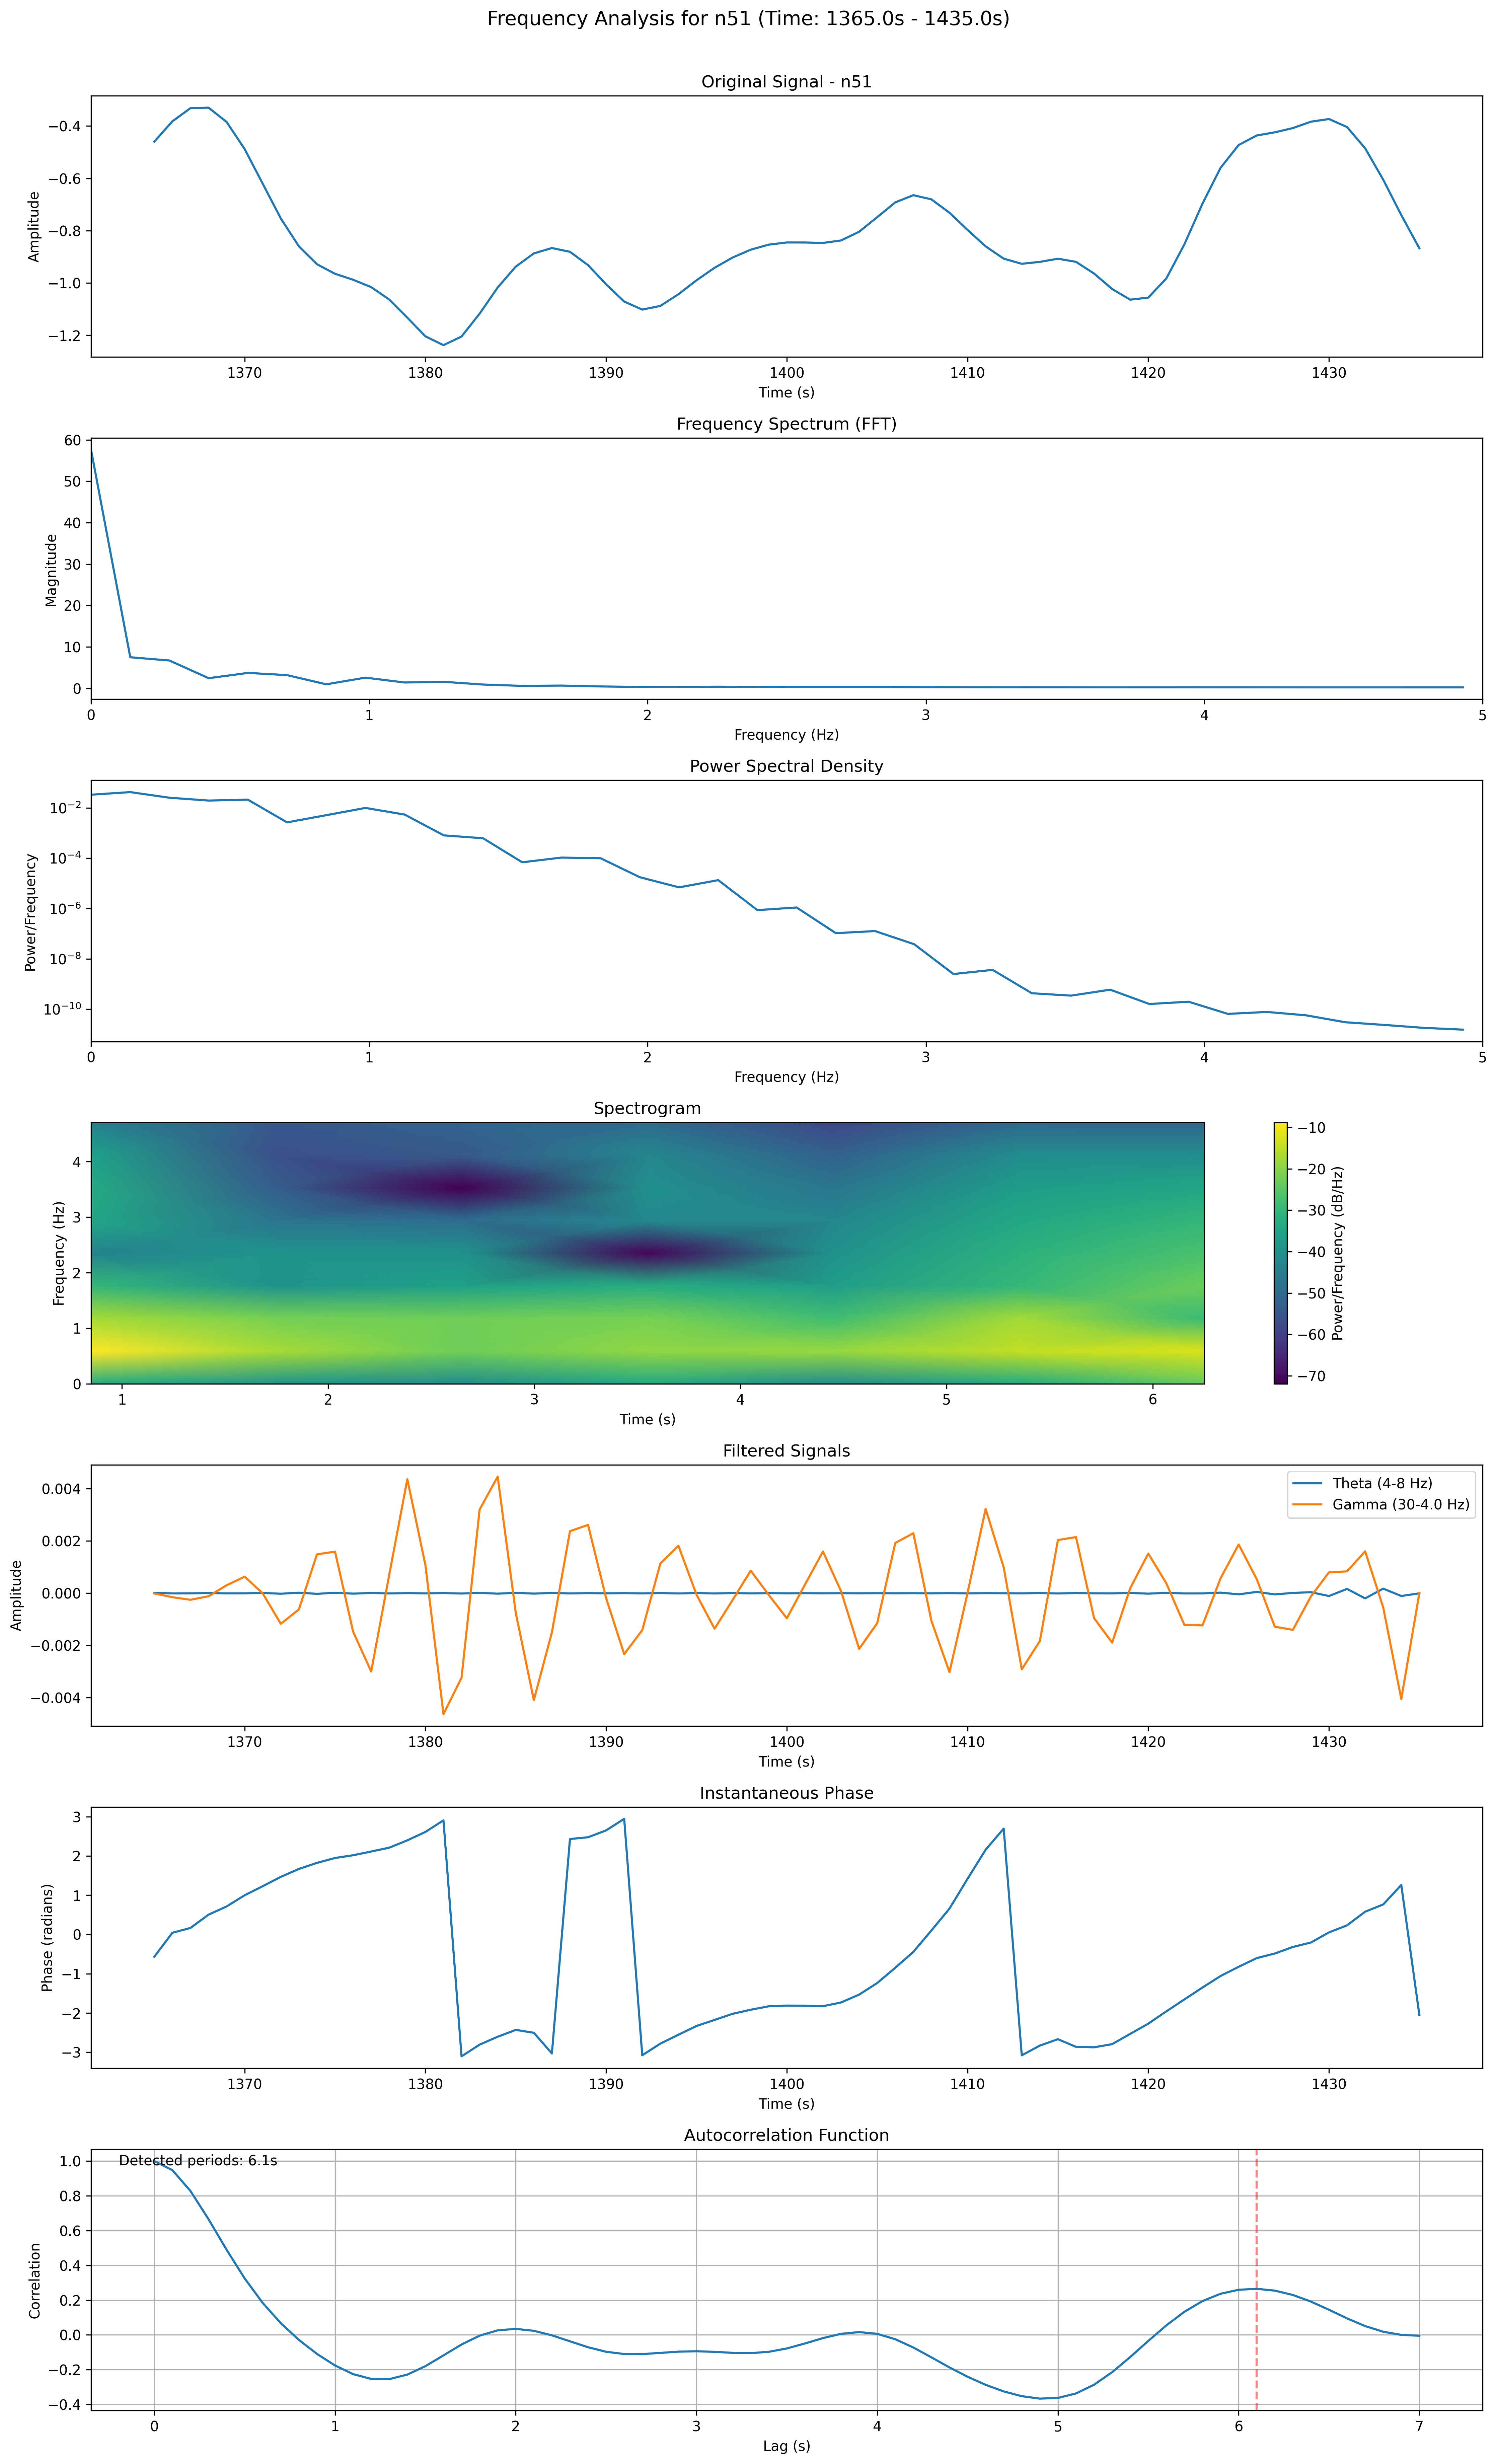 Frequency Analysis for n51 (Time: 1365.0s - 1435.0s)
Original Signal - n51
Amplitude
−0.4
−0.6
−0.8
−1.0
−1.2
1370 1380 1390 1400 1410 1420 1430
Time (s)
Frequency Spectrum (FFT)
Magnitude
60
50
40
30
20
10
0
0 1 2 3 4 5
Frequency (Hz)
Power Spectral Density
Power/Frequency
10⁻²
10⁻⁴
10⁻⁶
10⁻⁸
10⁻¹⁰
0 1 2 3 4 5
Frequency (Hz)
Spectrogram
Frequency (Hz)
4
3
2
1
0
1 2 3 4 5 6
Time (s)
−10
−20
−30
−40
−50
−60
−70
Power/Frequency (dB/Hz)
Filtered Signals
Theta (4-8 Hz)
Gamma (30-4.0 Hz)
Amplitude
0.004
0.002
0.000
−0.002
−0.004
1370 1380 1390 1400 1410 1420 1430
Time (s)
Instantaneous Phase
Phase (radians)
3
2
1
0
−1
−2
−3
1370 1380 1390 1400 1410 1420 1430
Time (s)
Autocorrelation Function
Detected periods: 6.1s
Correlation
1.0
0.8
0.6
0.4
0.2
0.0
−0.2
−0.4
0 1 2 3 4 5 6 7
Lag (s)